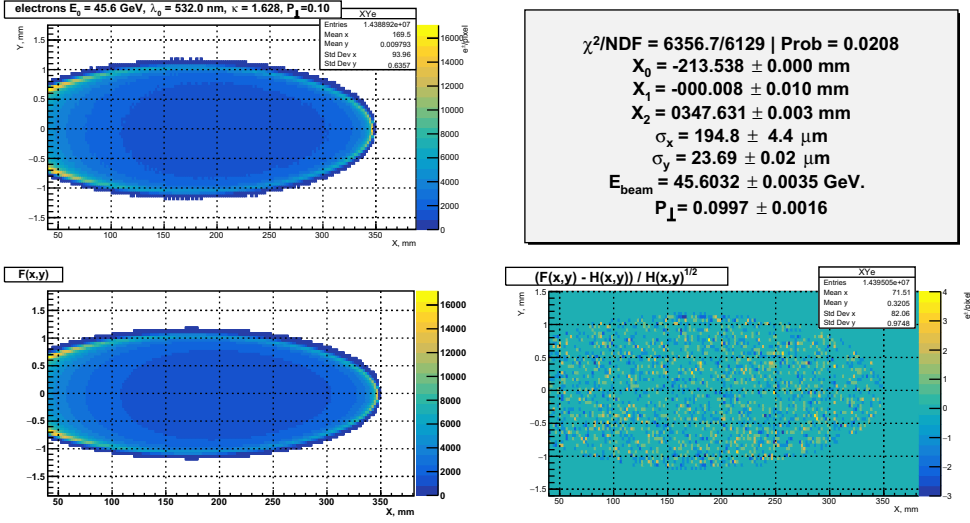 electrons E0 = 45.6 GeV, λ0 = 532.0 nm, κ = 1.628, P⊥=0.10
XYe
Entries 1.438892e+07
Mean x 169.5
Mean y 0.009793
Std Dev x 93.96
Std Dev y 0.6357
Y, mm
1.5
1
0.5
0
−0.5
−1
−1.5
50 100 150 200 250 300 350
X, mm
16000
14000
12000
10000
8000
6000
4000
2000
0
e±/pixel
χ²/NDF = 6356.7/6129 | Prob = 0.0208
X0 = -213.538 ± 0.000 mm
X1 = -000.008 ± 0.010 mm
X2 = 0347.631 ± 0.003 mm
σx = 194.8 ± 4.4 μm
σy = 23.69 ± 0.02 μm
Ebeam = 45.6032 ± 0.0035 GeV.
P⊥ = 0.0997 ± 0.0016
F(x,y)
1.5
1
0.5
0
−0.5
−1
−1.5
50 100 150 200 250 300 350
X, mm
16000
14000
12000
10000
8000
6000
4000
2000
0
(F(x,y) - H(x,y)) / H(x,y)^1/2
XYe
Entries 1.439505e+07
Mean x 71.51
Mean y 0.3205
Std Dev x 82.06
Std Dev y 0.9748
Y, mm
1.5
1
0.5
0
−0.5
−1
−1.5
50 100 150 200 250 300 350
X, mm
4
3
2
1
0
−1
−2
−3
e±/pixel